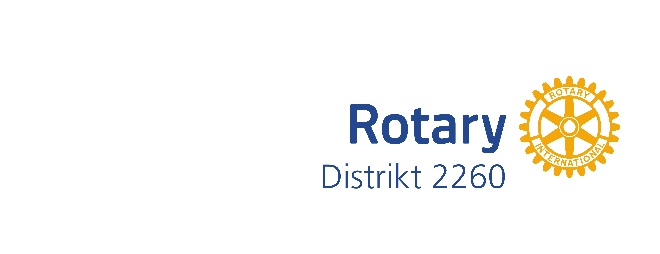 Rotary
Distrikt 2260
ROTARY
INTERNATIONAL